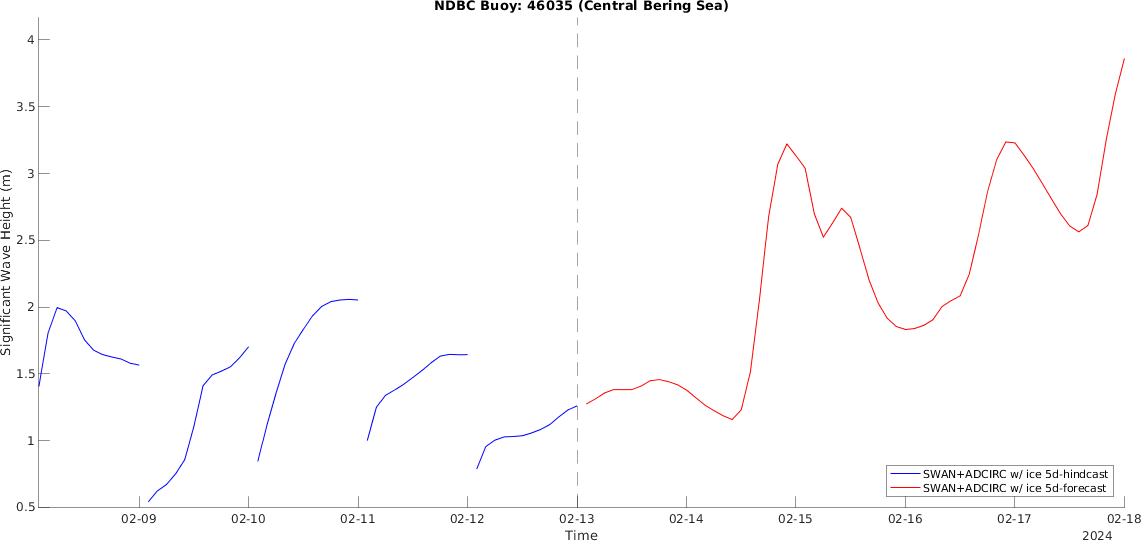 NDBC Buoy: 46035 (Central Bering Sea)
4
3.5
3
2.5
2
1.5
1
0.5
Significant Wave Height (m)
SWAN+ADCIRC w/ ice 5d-hindcast
SWAN+ADCIRC w/ ice 5d-forecast
02-09 02-10 02-11 02-12 02-13 02-14 02-15 02-16 02-17 02-18
Time
2024